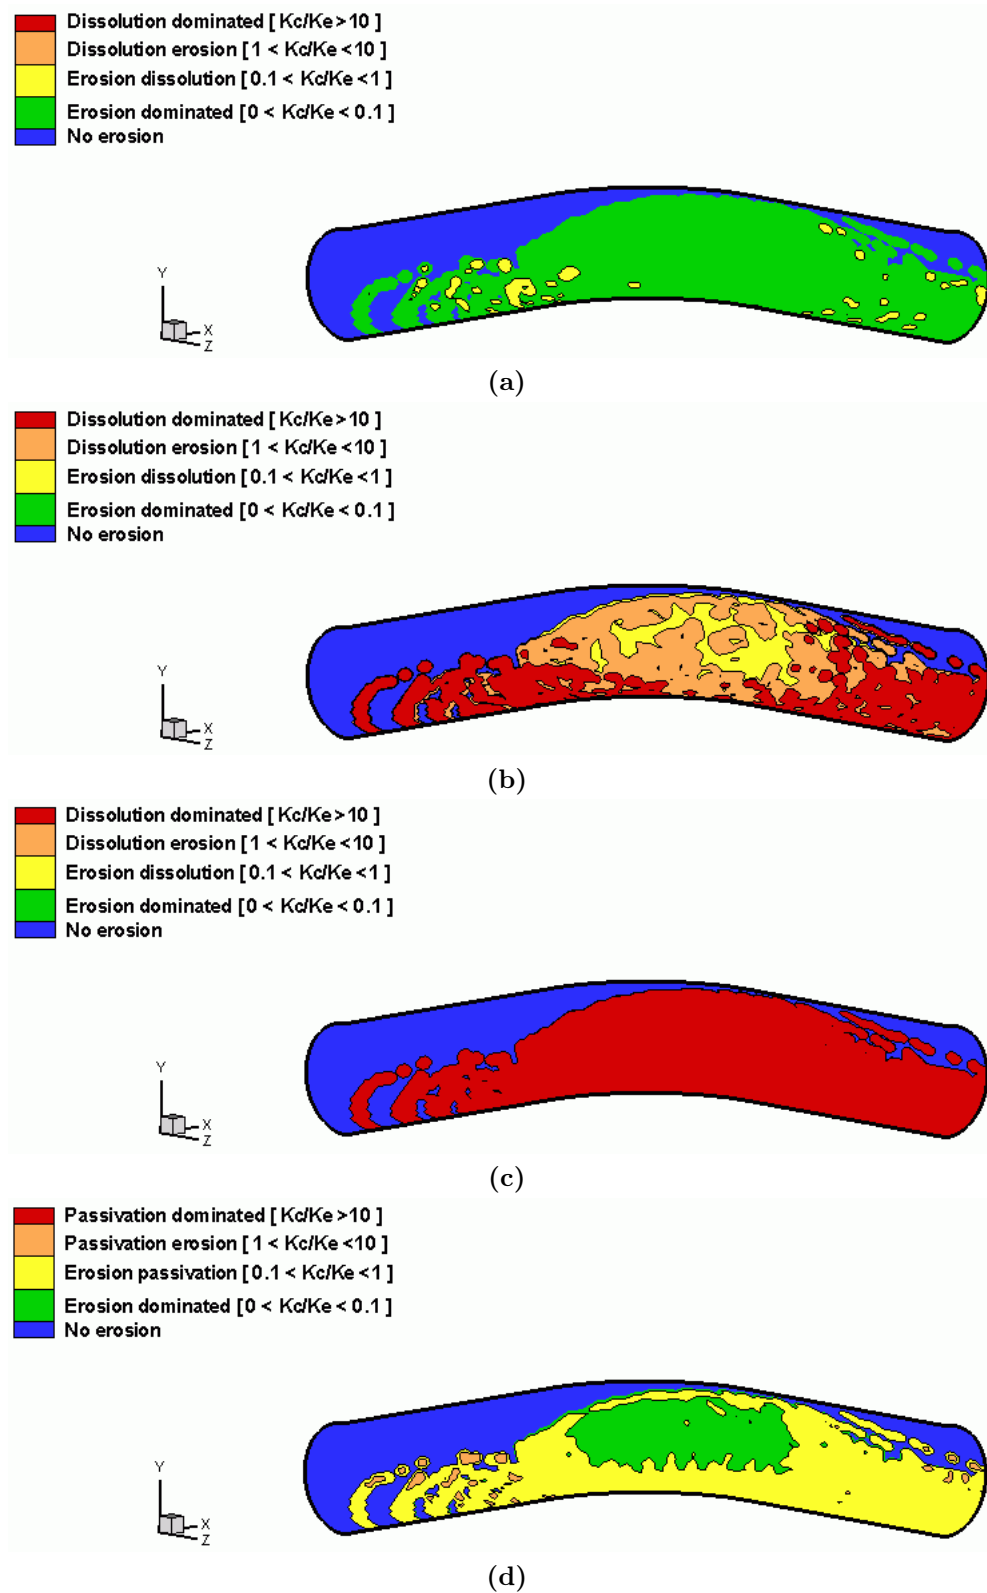 Dissolution dominated [ Kc/Ke>10 ]
Dissolution erosion [ 1 < Kc/Ke <10 ]
Erosion dissolution [ 0.1 < Kc/Ke <1 ]
Erosion dominated [0 < Kc/Ke < 0.1 ]
No erosion
Y
X
Z
(a)
Dissolution dominated [ Kc/Ke>10 ]
Dissolution erosion [1 < Kc/Ke <10 ]
Erosion dissolution [ 0.1 < Kc/Ke <1 ]
Erosion dominated [0 < Kc/Ke < 0.1 ]
No erosion
Y
X
Z
(b)
Dissolution dominated [ Kc/Ke>10 ]
Dissolution erosion [ 1 < Kc/Ke <10 ]
Erosion dissolution [ 0.1 < Kc/Ke <1 ]
Erosion dominated [0 < Kc/Ke < 0.1 ]
No erosion
Y
X
Z
(c)
Passivation dominated [ Kc/Ke >10 ]
Passivation erosion [ 1 < Kc/Ke <10 ]
Erosion passivation [ 0.1 < Kc/Ke <1 ]
Erosion dominated [0 < Kc/Ke < 0.1 ]
No erosion
Y
X
Z
(d)